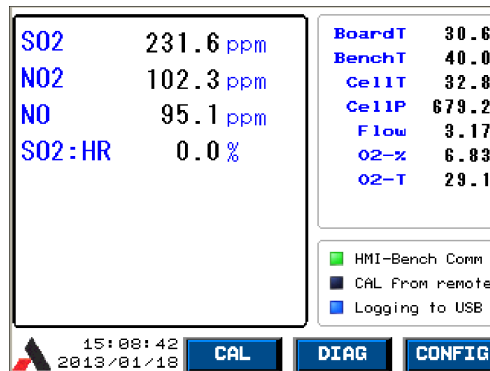 SO2 231.6 ppm
NO2 102.3 ppm
NO 95.1 ppm
SO2:HR 0.0 %
BoardT 30.6
BenchT 40.0
CellT 32.8
CellP 679.2
Flow 3.17
O2-% 6.83
O2-T 29.1
HMI-Bench Comm
CAL from remote
Logging to USB
15:08:42
2013/01/18
CAL DIAG CONFIG